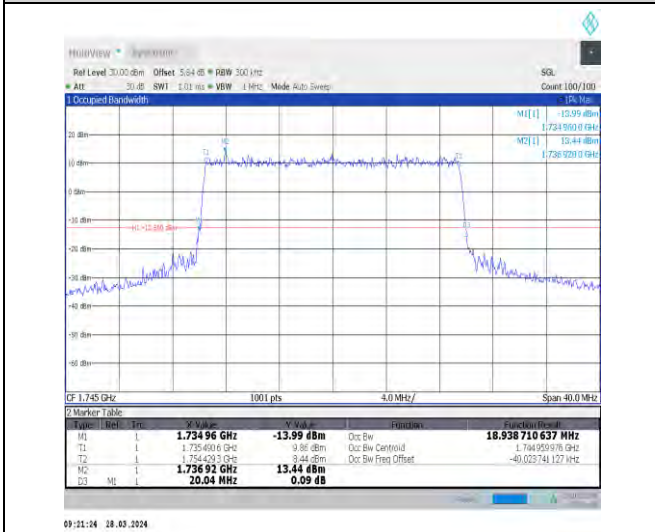 MultiView Spectrum
Ref Level 30.00 dBm Offset 5.64 dB RBW 300 kHz SGL
Att 30 dB SWT 1.01 ms VBW 1 MHz Mode Auto Sweep Count 100/100
1 Occupied Bandwidth 1Pk Max
M1[1] -13.99 dBm
1.734 960 0 GHz
M2[1] 13.44 dBm
1.736 920 0 GHz
20 dBm
T1 M2 T2
10 dBm
0 dBm
-10 dBm
-20 dBm
-30 dBm
-40 dBm
-50 dBm
-60 dBm
CF 1.745 GHz 1001 pts 4.0 MHz/ Span 40.0 MHz
2 Marker Table
Type Ref Trc X-Value Y-Value Function Function Result
M1 1 1.734 96 GHz -13.99 dBm Occ Bw 18.938 710 637 MHz
T1 1 1.735 490 6 GHz 9.86 dBm Occ Bw Centroid 1.744 959 976 GHz
T2 1 1.754 429 3 GHz 8.44 dBm Occ Bw Freq Offset -40.023 741 127 kHz
M2 1 1.736 92 GHz 13.44 dBm
D3 M1 1 20.04 MHz 0.09 dB
09:21:24 28.03.2024